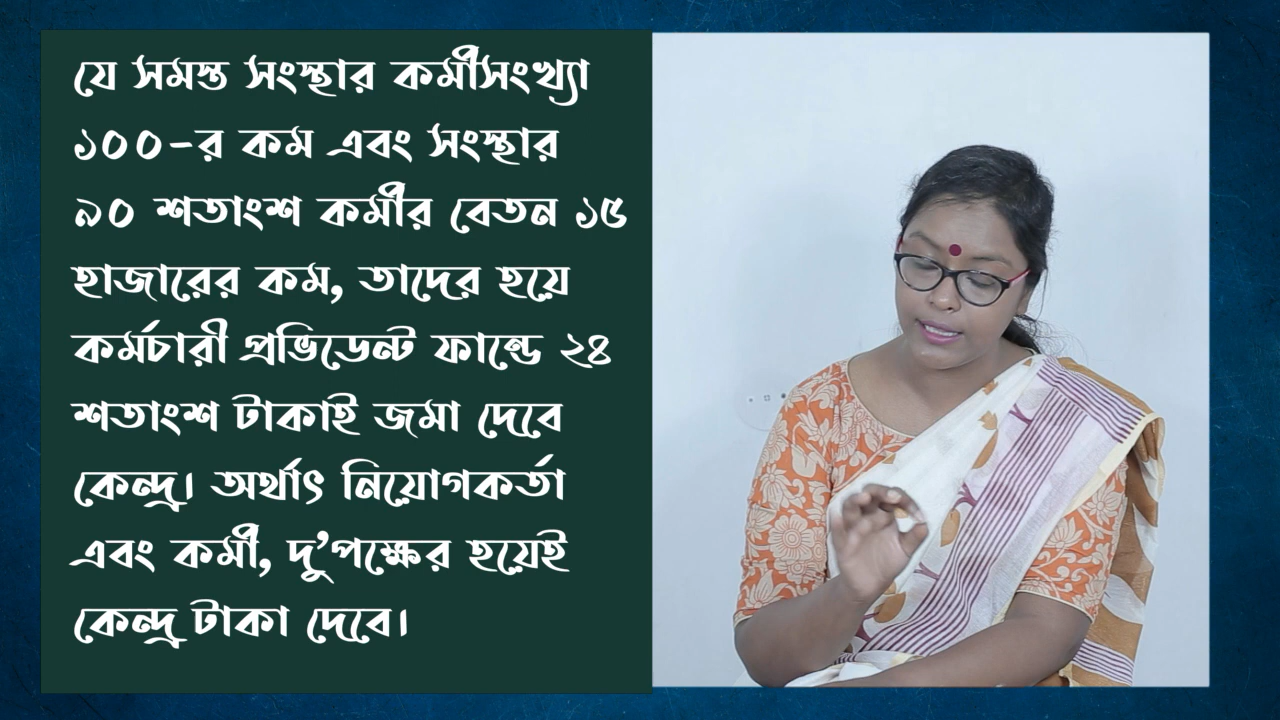 যে সমস্ত সংস্থার কর্মীসংখ্যা
১০০-র কম এবং সংস্থার
৯০ শতাংশ কর্মীর বেতন ১৫
হাজারের কম, তাদের হয়ে
কর্মচারী প্রভিডেন্ট ফান্ডে ২৪
শতাংশ টাকাই জমা দেবে
কেন্দ্র। অর্থাৎ নিয়োগকর্তা
এবং কর্মী, দু’পক্ষের হয়েই
কেন্দ্র টাকা দেবে।